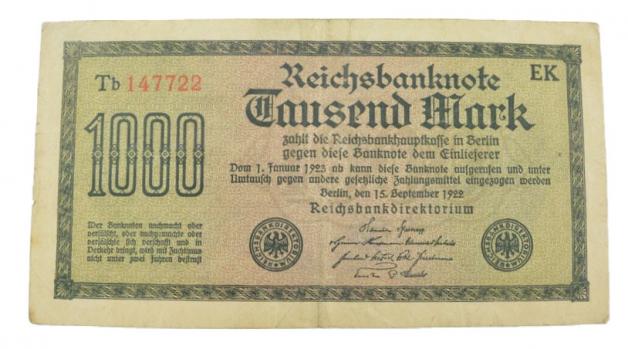 Tb 147722
EK
1000
Reichsbanknote
Tausend Mark
zahlt die Reichsbankhauptkasse in Berlin
gegen diese Banknote dem Einlieferer
Vom 1. Januar 1923 ab kann diese Banknote aufgerufen und unter
Umtausch gegen andere gesetzliche Zahlungsmittel eingezogen werden
Berlin, den 15. September 1922
Reichsbankdirektorium
Wer Banknoten nachmacht oder
verfälscht, oder nachgemachte oder
verfälschte sich verschafft und in
Verkehr bringt, wird mit Zuchthaus
nicht unter zwei Jahren bestraft